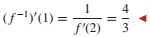 (f⁻¹)′(1) = 1/f′(2) = 4/3 ◄